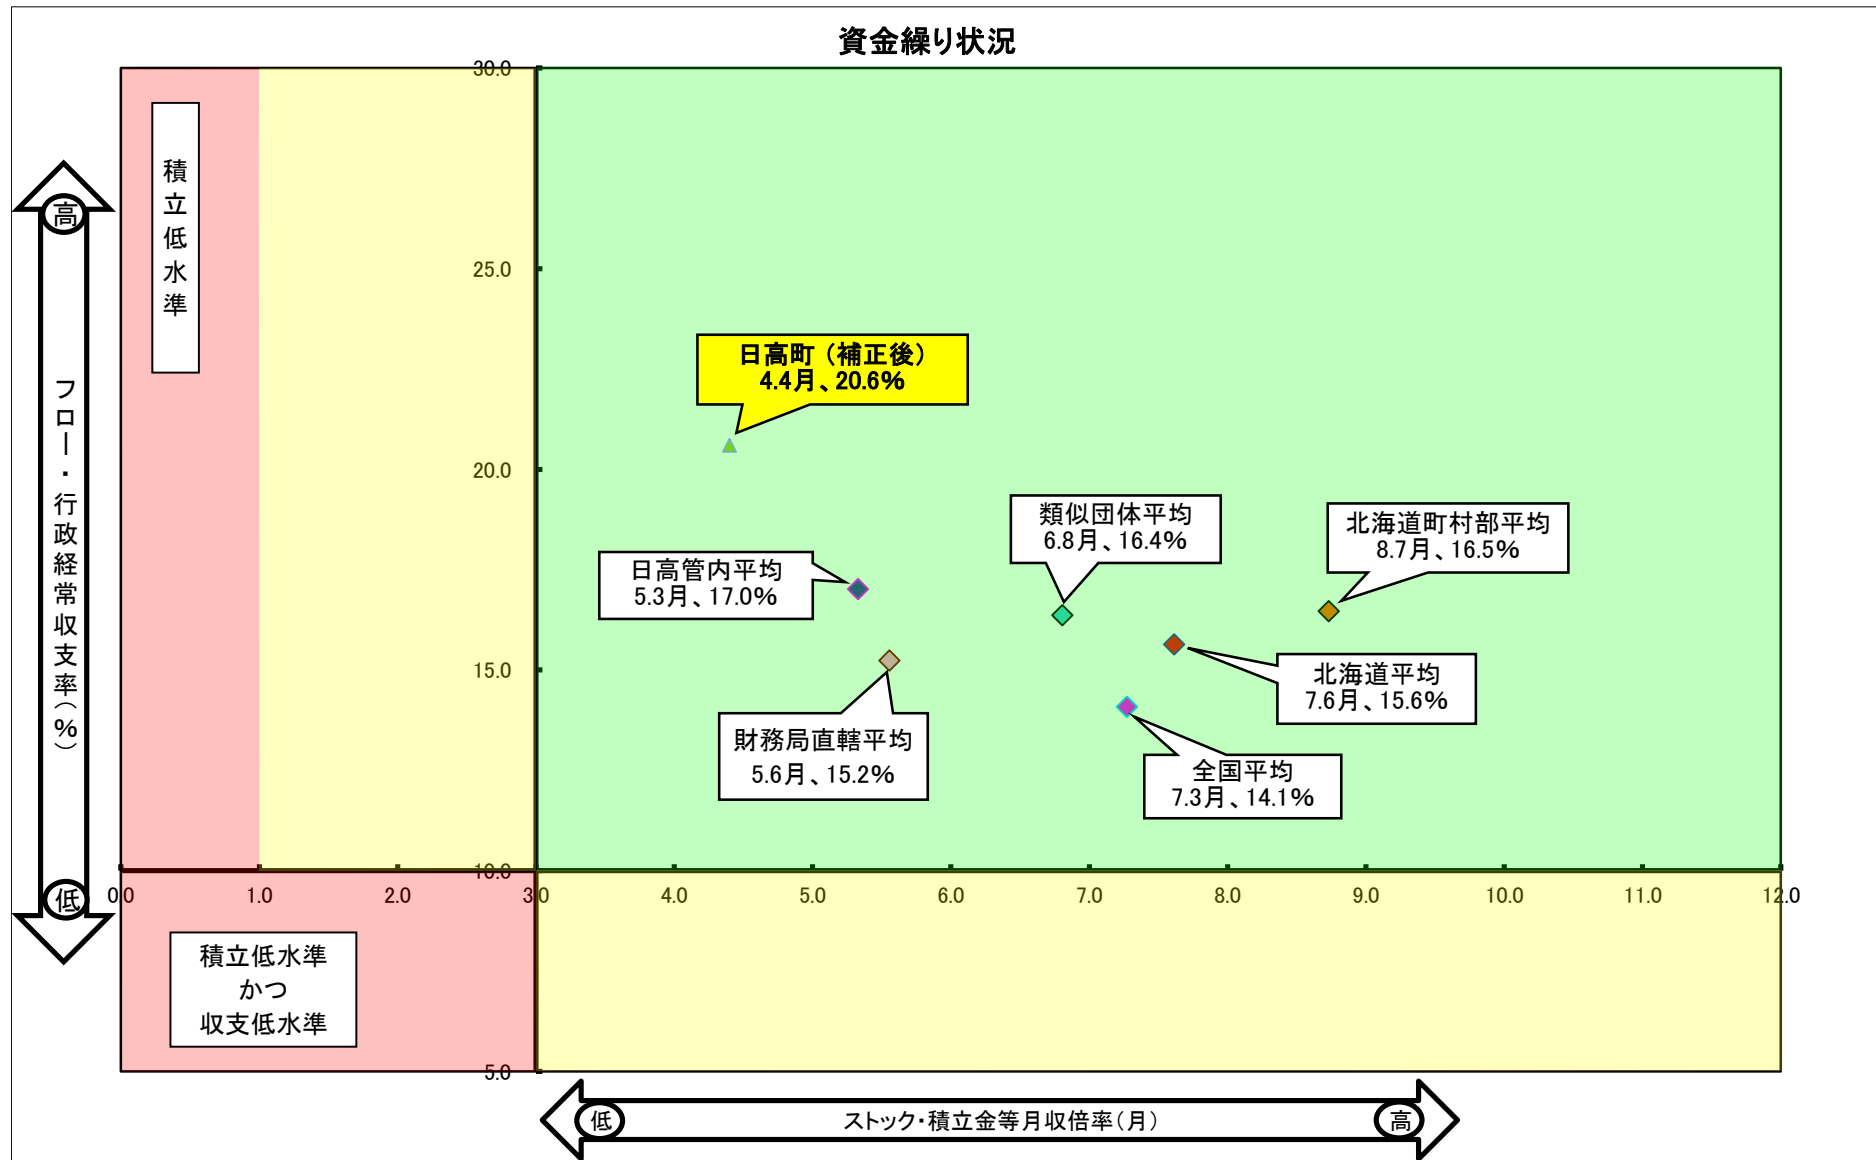 資金繰り状況
30.0
25.0
20.0
15.0
10.0
5.0
積立低水準
高
フロー・行政経常収支率(%)
低
日高町（補正後）
4.4月、20.6%
類似団体平均
6.8月、16.4%
北海道町村部平均
8.7月、16.5%
日高管内平均
5.3月、17.0%
北海道平均
7.6月、15.6%
財務局直轄平均
5.6月、15.2%
全国平均
7.3月、14.1%
0.0 1.0 2.0 3.0 4.0 5.0 6.0 7.0 8.0 9.0 10.0 11.0 12.0
積立低水準
かつ
収支低水準
低 ストック・積立金等月収倍率(月) 高